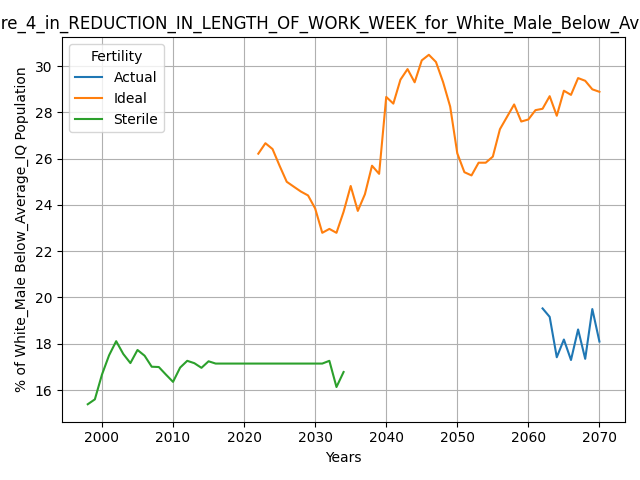 re_4_in_REDUCTION_IN_LENGTH_OF_WORK_WEEK_for_White_Male_Below_Av
Fertility
Actual
Ideal
Sterile
% of White_Male Below_Average_IQ Population
30
28
26
24
22
20
18
16
2000 2010 2020 2030 2040 2050 2060 2070
Years